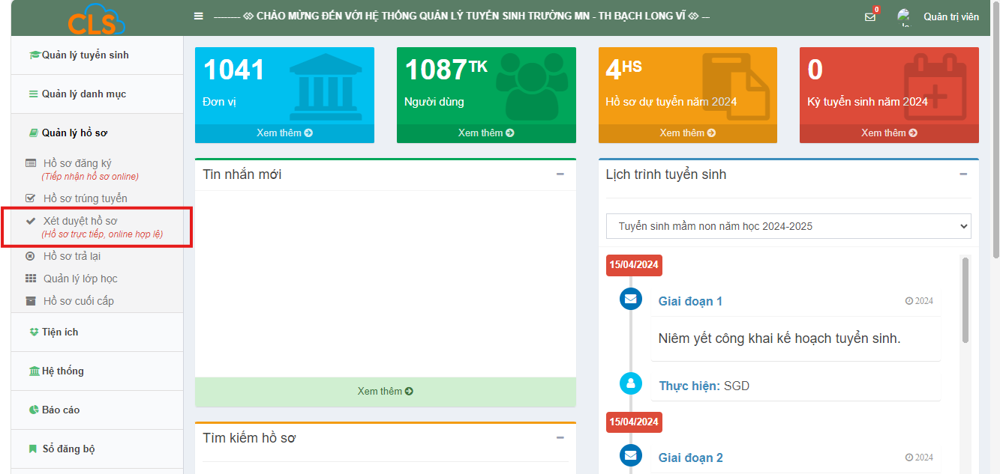 CLS
-------- CHÀO MỪNG ĐẾN VỚI HỆ THỐNG QUẢN LÝ TUYỂN SINH TRƯỜNG MN - TH BẠCH LONG VĨ ---
0
Quản trị viên
Quản lý tuyển sinh
Quản lý danh mục
Quản lý hồ sơ
Hồ sơ đăng ký
(Tiếp nhận hồ sơ online)
Hồ sơ trúng tuyển
Xét duyệt hồ sơ
(Hồ sơ trực tiếp, online hợp lệ)
Hồ sơ trả lại
Quản lý lớp học
Hồ sơ cuối cấp
Tiện ích
Hệ thống
Báo cáo
Sổ đăng bộ
1041
Đơn vị
Xem thêm
1087TK
Người dùng
Xem thêm
4HS
Hồ sơ dự tuyển năm 2024
Xem thêm
0
Kỳ tuyển sinh năm 2024
Xem thêm
Tin nhắn mới
Xem thêm
Tìm kiếm hồ sơ
Lịch trình tuyển sinh
Tuyển sinh mầm non năm học 2024-2025
15/04/2024
Giai đoạn 1
2024
Niêm yết công khai kế hoạch tuyển sinh.
Thực hiện: SGD
15/04/2024
Giai đoạn 2
2024